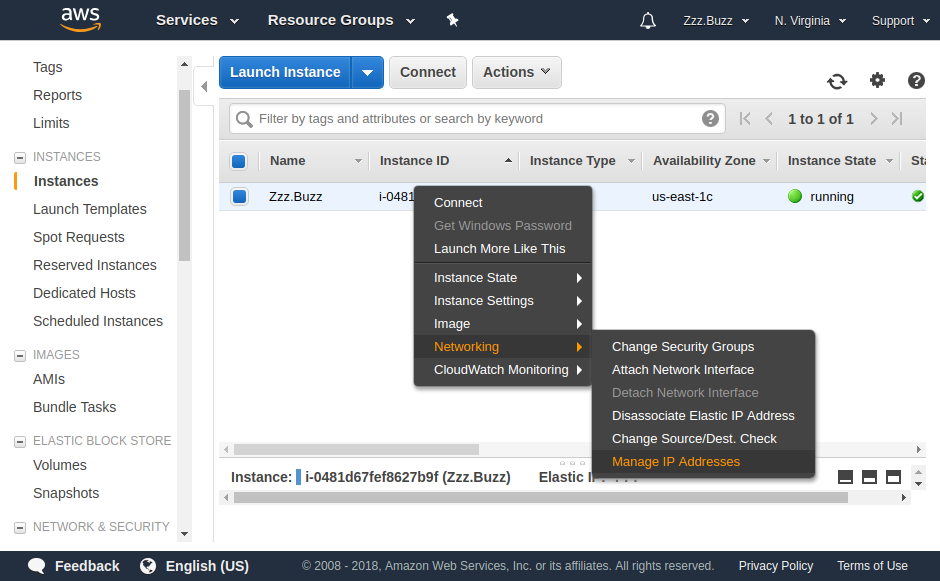 aws Services Resource Groups Zzz.Buzz N. Virginia Support
Tags
Reports
Limits
INSTANCES
Instances
Launch Templates
Spot Requests
Reserved Instances
Dedicated Hosts
Scheduled Instances
IMAGES
AMIs
Bundle Tasks
ELASTIC BLOCK STORE
Volumes
Snapshots
NETWORK & SECURITY
Launch Instance Connect Actions
Filter by tags and attributes or search by keyword
1 to 1 of 1
Name Instance ID Instance Type Availability Zone Instance State
Zzz.Buzz i-0481 us-east-1c running
Connect
Get Windows Password
Launch More Like This
Instance State
Instance Settings
Image
Networking
CloudWatch Monitoring
Change Security Groups
Attach Network Interface
Detach Network Interface
Disassociate Elastic IP Address
Change Source/Dest. Check
Manage IP Addresses
Instance: i-0481d67fef8627b9f (Zzz.Buzz) Elastic
Feedback English (US) © 2008 - 2018, Amazon Web Services, Inc. or its affiliates. All rights reserved. Privacy Policy Terms of Use